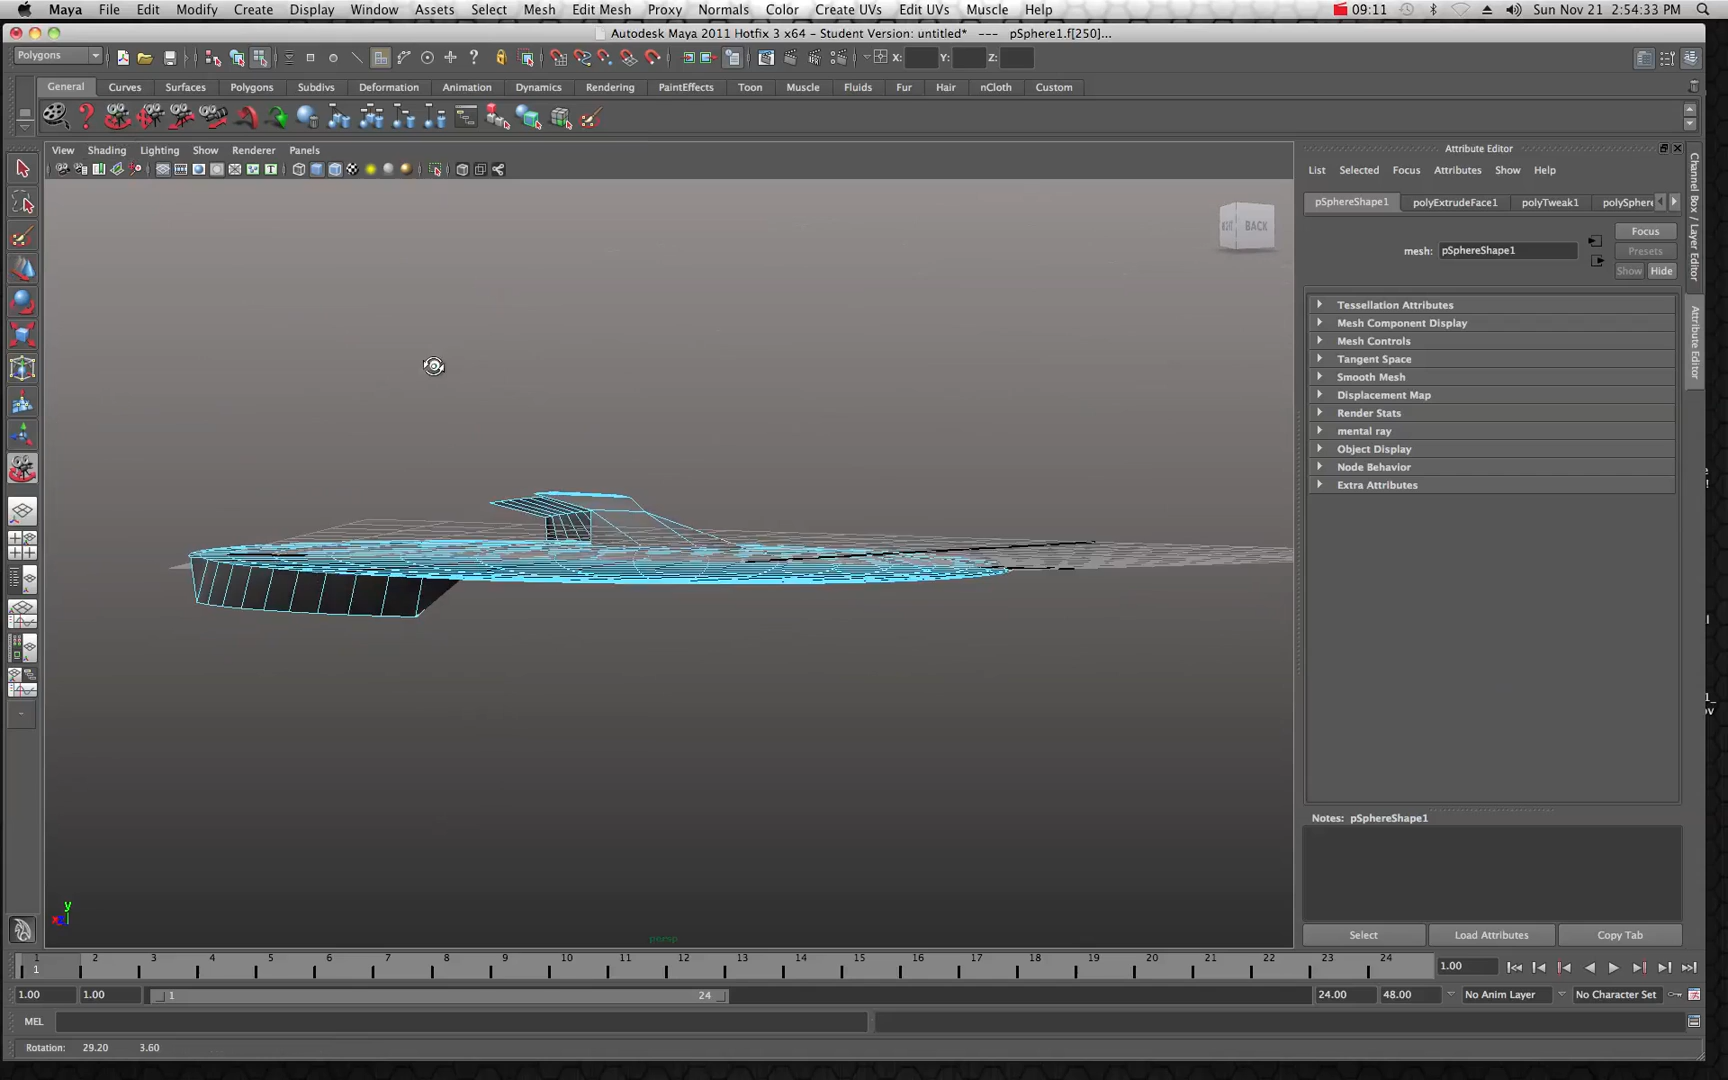 Maya File Edit Modify Create Display Window Assets Select Mesh Edit Mesh Proxy Normals Color Create UVs Edit UVs Muscle Help 09:11 Sun Nov 21 2:54:33 PM
Autodesk Maya 2011 Hotfix 3 x64 - Student Version: untitled* --- pSphere1.f[250]...
Polygons X: Y: Z:
General Curves Surfaces Polygons Subdivs Deformation Animation Dynamics Rendering PaintEffects Toon Muscle Fluids Fur Hair nCloth Custom
View Shading Lighting Show Renderer Panels
Attribute Editor
List Selected Focus Attributes Show Help
pSphereShape1 polyExtrudeFace1 polyTweak1 polySphere
BACK
Focus
mesh: pSphereShape1
Presets
Show Hide
Tessellation Attributes
Mesh Component Display
Mesh Controls
Tangent Space
Smooth Mesh
Displacement Map
Render Stats
mental ray
Object Display
Node Behavior
Extra Attributes
Channel Box / Layer Editor
Attribute Editor
Notes: pSphereShape1
Select Load Attributes Copy Tab
y
persp
1 2 3 4 5 6 7 8 9 10 11 12 13 14 15 16 17 18 19 20 21 22 23 24
1 1.00
1.00 1.00 1 24 24.00 48.00 No Anim Layer No Character Set
MEL
Rotation: 29.20 3.60